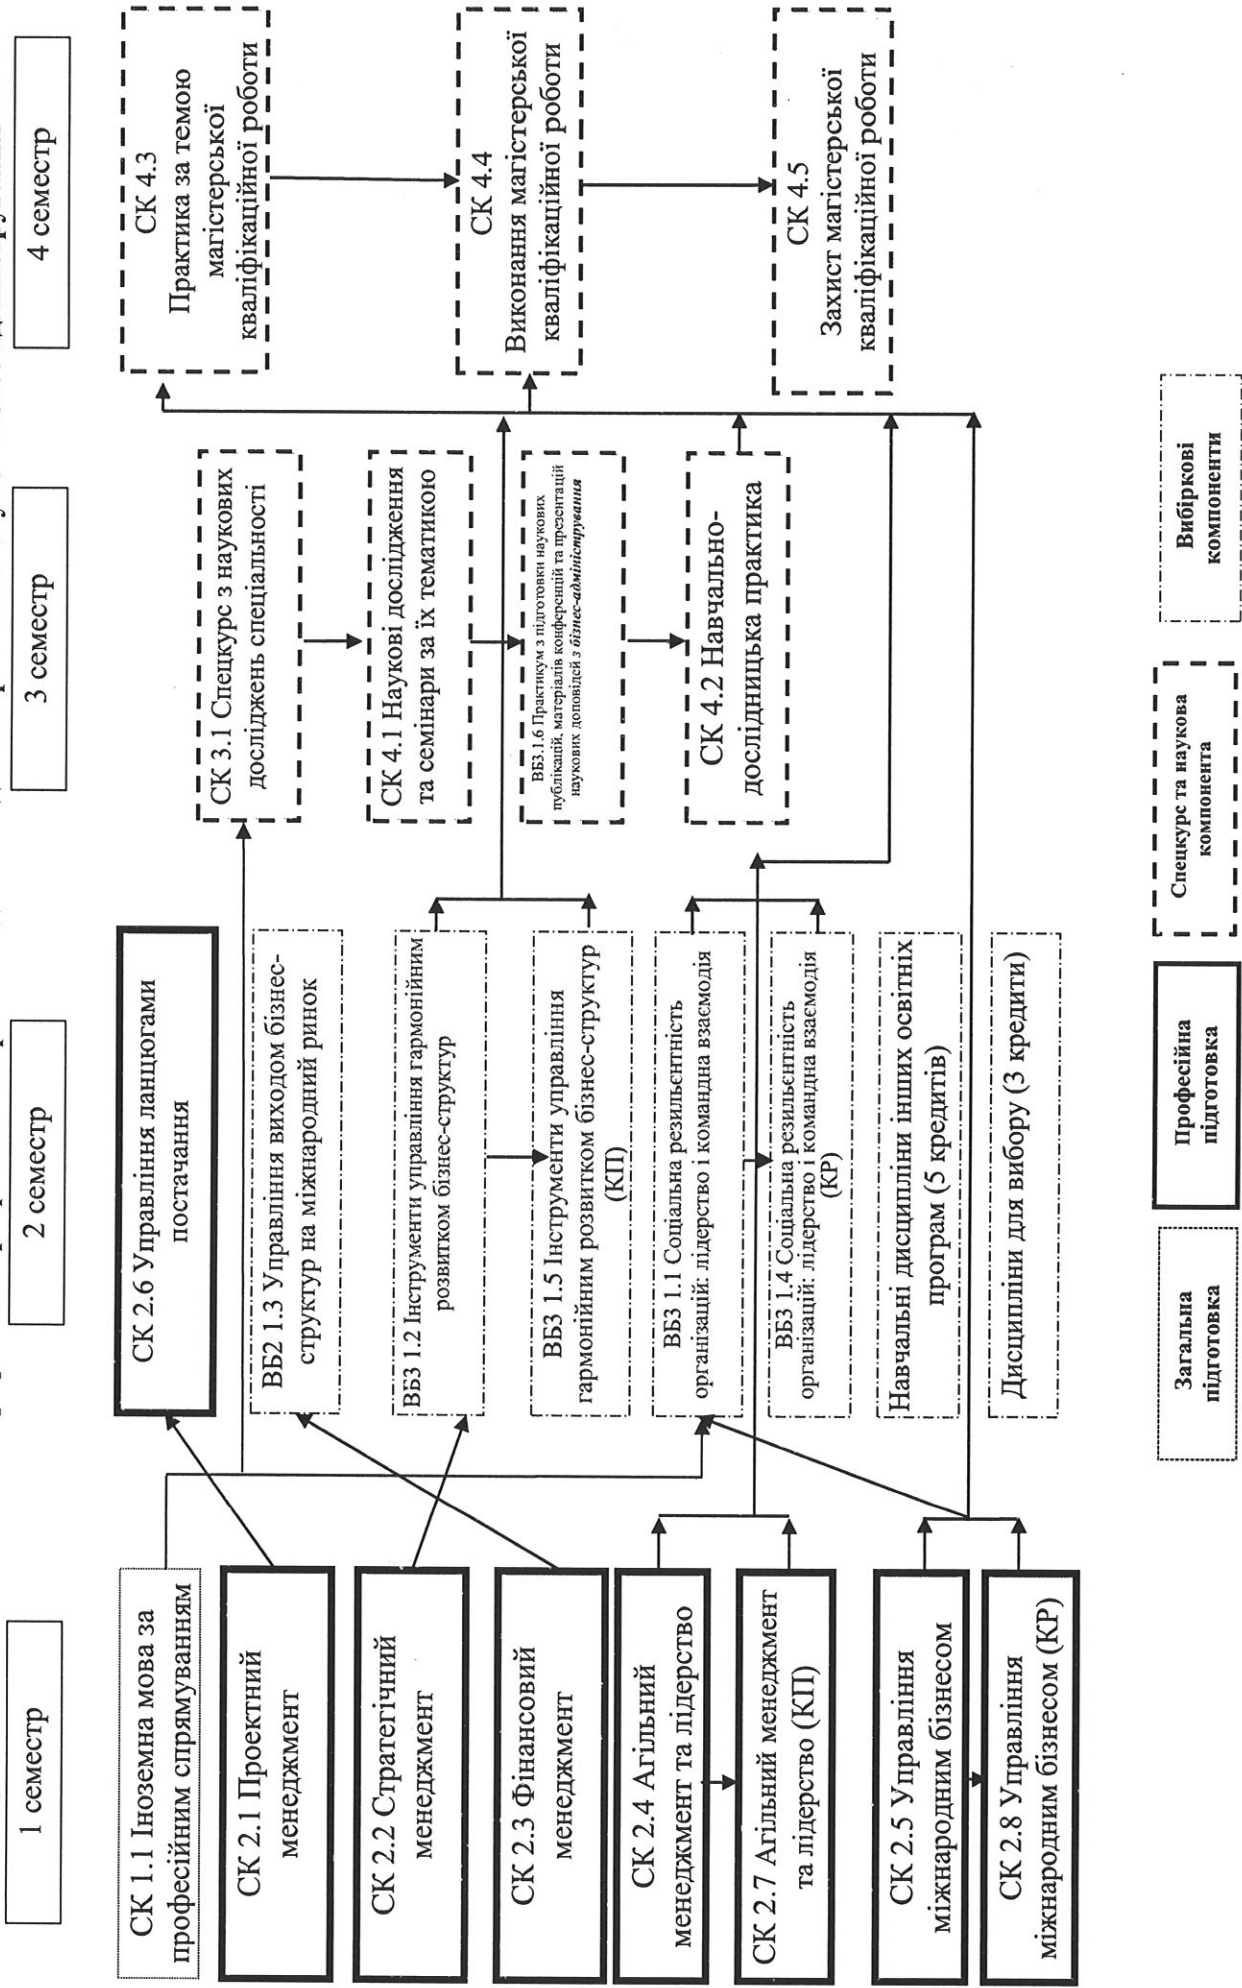 1 семестр
2 семестр
3 семестр
4 семестр
СК 1.1 Іноземна мова за
професійним спрямуванням
СК 2.1 Проектний
менеджмент
СК 2.2 Стратегічний
менеджмент
СК 2.3 Фінансовий
менеджмент
СК 2.4 Агільний
менеджмент та лідерство
СК 2.7 Агільний менеджмент
та лідерство (КП)
СК 2.5 Управління
міжнародним бізнесом
СК 2.8 Управління
міжнародним бізнесом (КР)
СК 2.6 Управління ланцюгами
постачання
ВБ2 1.3 Управління виходом бізнес-
структур на міжнародний ринок
ВБ3 1.2 Інструменти управління гармонійним
розвитком бізнес-структур
ВБ3 1.5 Інструменти управління
гармонійним розвитком бізнес-структур
(КП)
ВБ3 1.1 Соціальна резильєнтність
організацій: лідерство і командна взаємодія
ВБ3 1.4 Соціальна резильєнтність
організацій: лідерство і командна взаємодія
(КР)
Навчальні дисципліни інших освітніх
програм (5 кредитів)
Дисципліни для вибору (3 кредити)
СК 3.1 Спецкурс з наукових
досліджень спеціальності
СК 4.1 Наукові дослідження
та семінари за їх тематикою
ВБ3.1.6 Практикум з підготовки наукових
публікацій, матеріалів конференцій та презентацій
наукових доповідей з бізнес-адміністрування
СК 4.2 Навчально-
дослідницька практика
СК 4.3
Практика за темою
магістерської
кваліфікаційної роботи
СК 4.4
Виконання магістерської
кваліфікаційної роботи
СК 4.5
Захист магістерської
кваліфікаційної роботи
Загальна
підготовка
Професійна
підготовка
Спецкурс та наукова
компонента
Вибіркові
компоненти